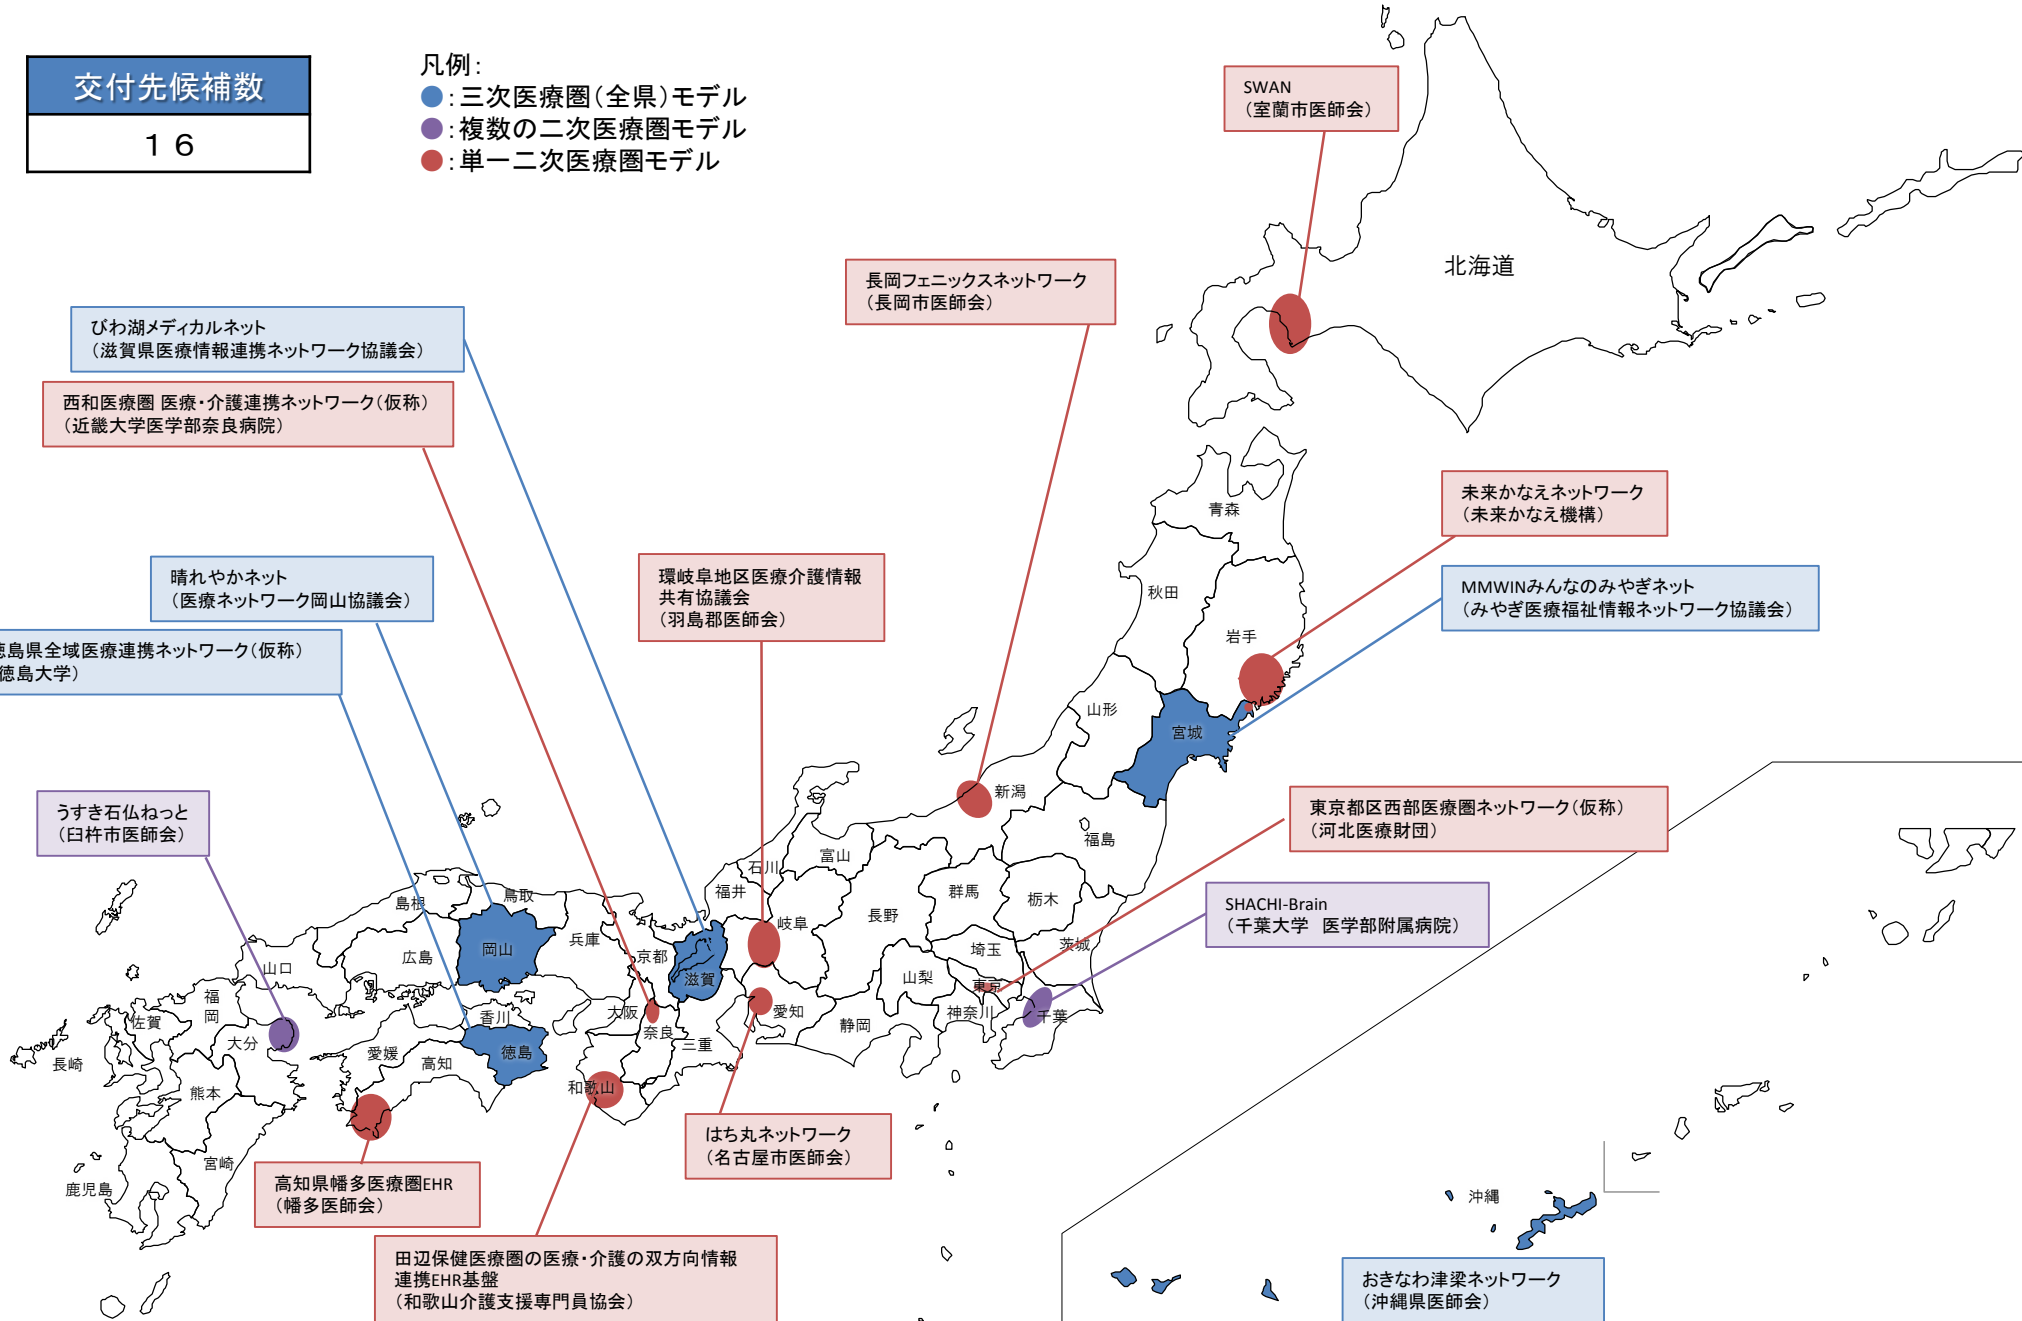 交付先候補数
１６
凡例：
●：三次医療圏（全県）モデル
●：複数の二次医療圏モデル
●：単一二次医療圏モデル
SWAN
（室蘭市医師会）
長岡フェニックスネットワーク
（長岡市医師会）
びわ湖メディカルネット
（滋賀県医療情報連携ネットワーク協議会）
西和医療圏 医療・介護連携ネットワーク（仮称）
（近畿大学医学部奈良病院）
未来かなえネットワーク
（未来かなえ機構）
晴れやかネット
（医療ネットワーク岡山協議会）
環岐阜地区医療介護情報
共有協議会
（羽島郡医師会）
MMWINみんなのみやぎネット
（みやぎ医療福祉情報ネットワーク協議会）
徳島県全域医療連携ネットワーク（仮称）
徳島大学）
うすき石仏ねっと
（臼杵市医師会）
東京都区西部医療圏ネットワーク（仮称）
（河北医療財団）
SHACHI-Brain
（千葉大学　医学部附属病院）
はち丸ネットワーク
（名古屋市医師会）
高知県幡多医療圏EHR
（幡多医師会）
田辺保健医療圏の医療・介護の双方向情報
連携EHR基盤
（和歌山介護支援専門員協会）
おきなわ津梁ネットワーク
（沖縄県医師会）
北海道
青森
秋田
岩手
山形
宮城
新潟
福島
富山
石川
福井
群馬
栃木
長野
岐阜
茨城
埼玉
山梨
東京
神奈川
千葉
静岡
愛知
滋賀
京都
兵庫
鳥取
島根
岡山
広島
山口
大阪
奈良
三重
和歌山
香川
徳島
愛媛
高知
福
岡
佐賀
大分
長崎
熊本
宮崎
鹿児島
沖縄